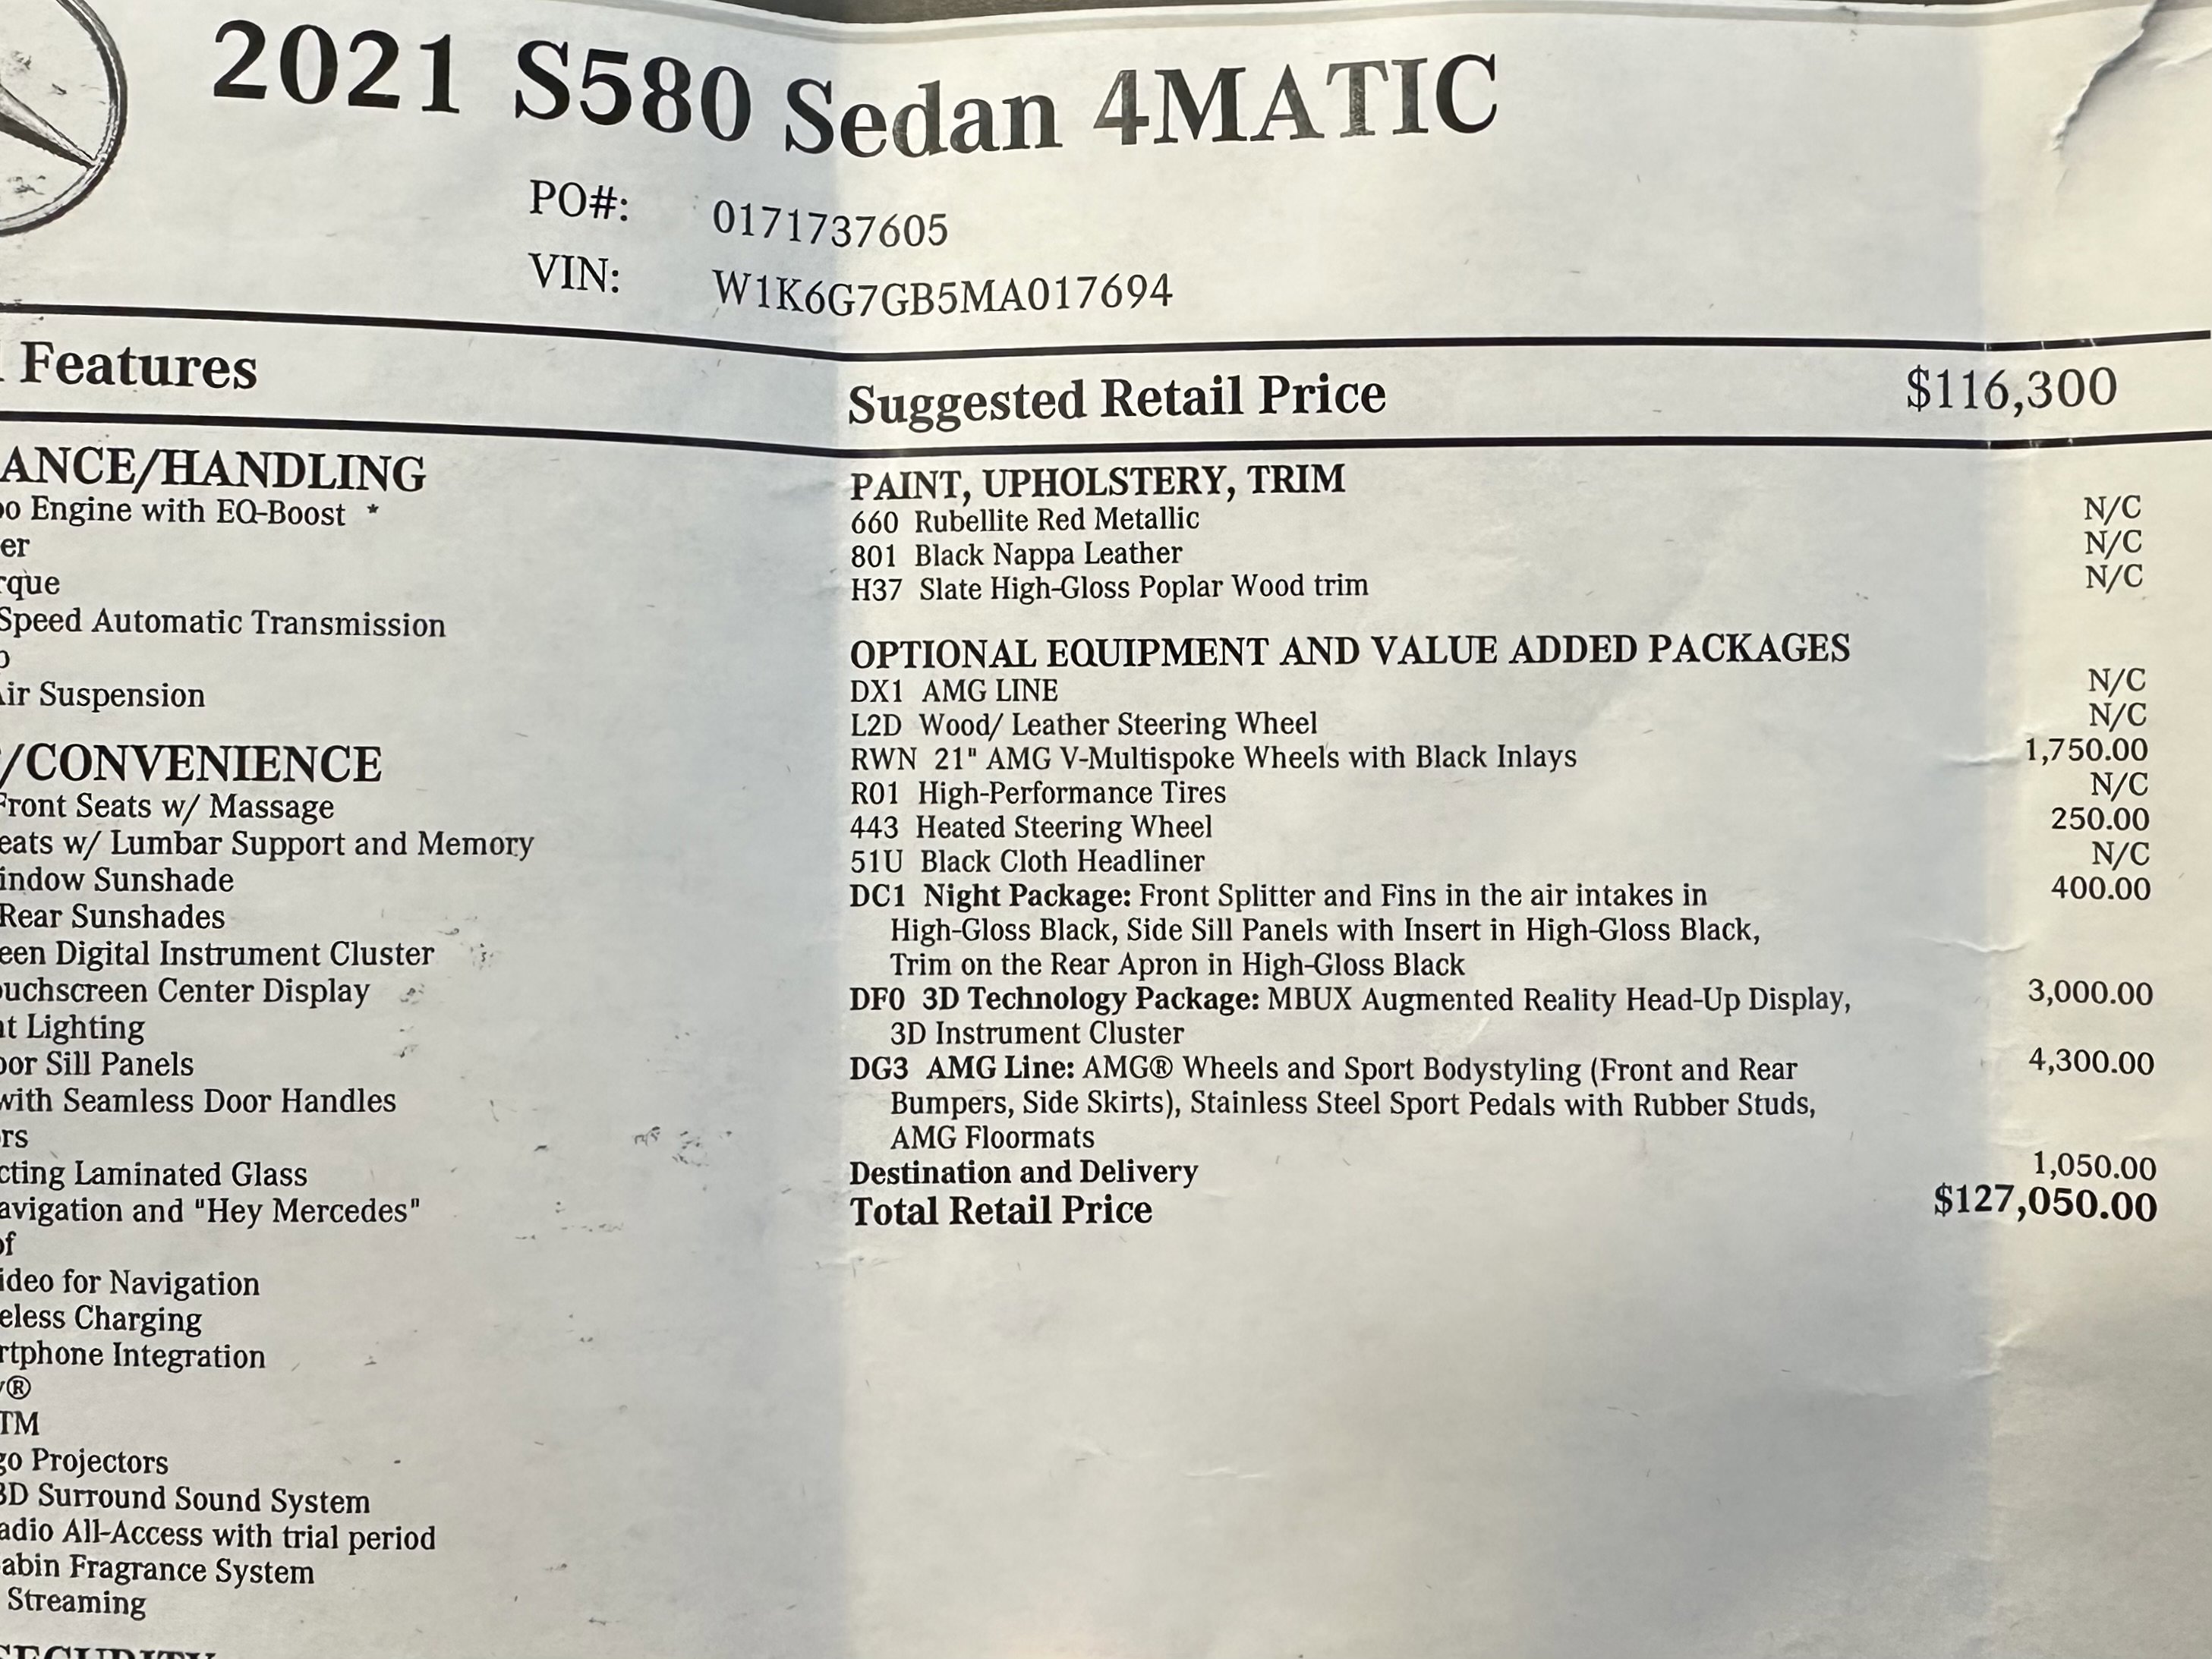 2021 S580 Sedan 4MATIC
PO#: 0171737605
VIN: W1K6G7GB5MA017694
Features
ANCE/HANDLING
oo Engine with EQ-Boost *
er
rque
Speed Automatic Transmission
p
Air Suspension
/CONVENIENCE
Front Seats w/ Massage
eats w/ Lumbar Support and Memory
indow Sunshade
Rear Sunshades
een Digital Instrument Cluster
ouchscreen Center Display
nt Lighting
oor Sill Panels
with Seamless Door Handles
rs
cting Laminated Glass
avigation and "Hey Mercedes"
of
ideo for Navigation
eless Charging
rtphone Integration
y®
TM
go Projectors
3D Surround Sound System
adio All-Access with trial period
abin Fragrance System
Streaming
SECURITY
Suggested Retail Price $116,300
PAINT, UPHOLSTERY, TRIM
660 Rubellite Red Metallic N/C
801 Black Nappa Leather N/C
H37 Slate High-Gloss Poplar Wood trim N/C
OPTIONAL EQUIPMENT AND VALUE ADDED PACKAGES
DX1 AMG LINE N/C
L2D Wood/ Leather Steering Wheel N/C
RWN 21" AMG V-Multispoke Wheels with Black Inlays 1,750.00
R01 High-Performance Tires N/C
443 Heated Steering Wheel 250.00
51U Black Cloth Headliner N/C
DC1 Night Package: Front Splitter and Fins in the air intakes in 400.00
High-Gloss Black, Side Sill Panels with Insert in High-Gloss Black,
Trim on the Rear Apron in High-Gloss Black
DF0 3D Technology Package: MBUX Augmented Reality Head-Up Display, 3,000.00
3D Instrument Cluster
DG3 AMG Line: AMG® Wheels and Sport Bodystyling (Front and Rear 4,300.00
Bumpers, Side Skirts), Stainless Steel Sport Pedals with Rubber Studs,
AMG Floormats
Destination and Delivery 1,050.00
Total Retail Price $127,050.00